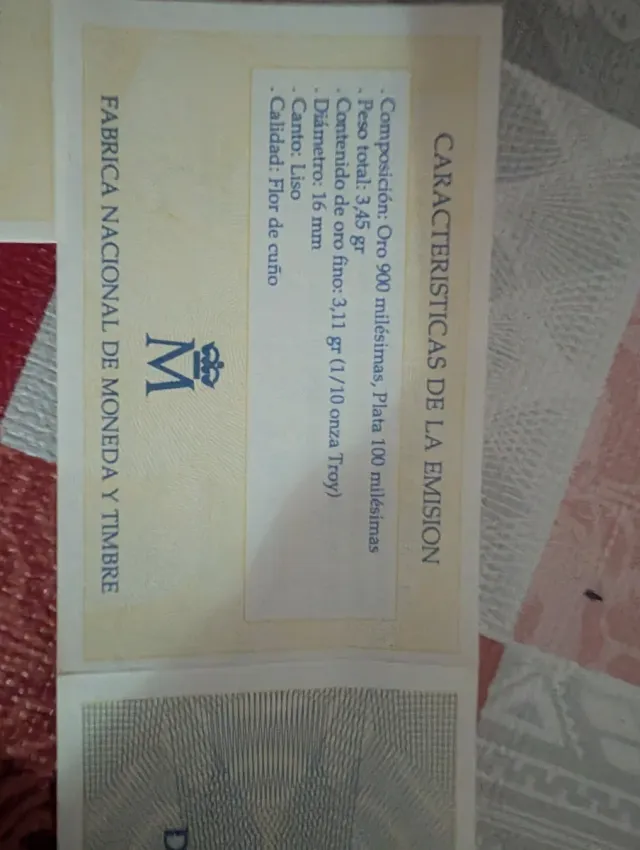 CARACTERISTICAS DE LA EMISION
. Composición: Oro 900 milésimas, Plata 100 milésimas
. Peso total: 3,45 gr
. Contenido de oro fino: 3,11 gr (1/10 onza Troy)
. Diámetro: 16 mm
. Canto: Liso
. Calidad: Flor de cuño
M
FABRICA NACIONAL DE MONEDA Y TIMBRE
D